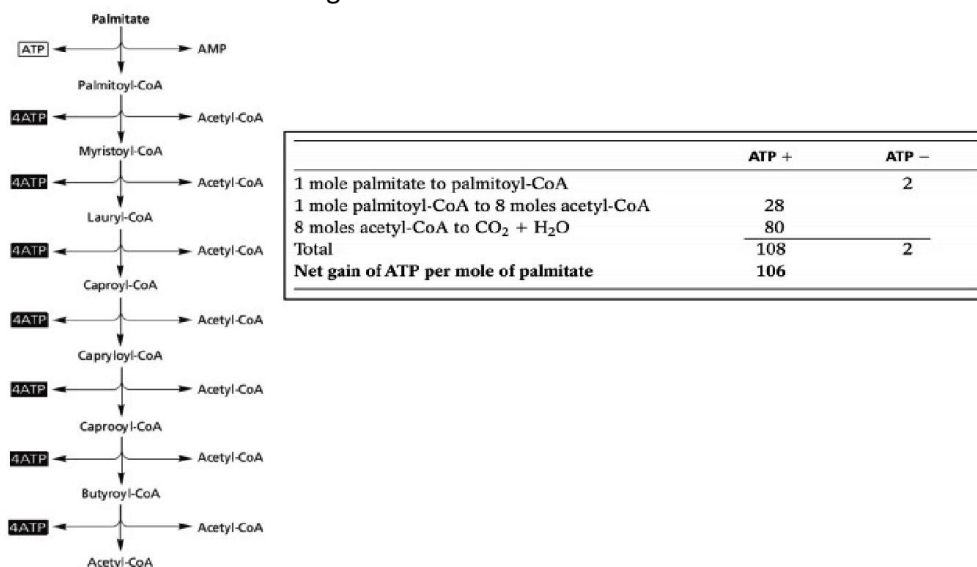 Palmitate
ATP AMP
Palmitoyl-CoA
4ATP Acetyl-CoA
Myristoyl-CoA
4ATP Acetyl-CoA
Lauryl-CoA
4ATP Acetyl-CoA
Caproyl-CoA
4ATP Acetyl-CoA
Capryloyl-CoA
4ATP Acetyl-CoA
Caprooyl-CoA
4ATP Acetyl-CoA
Butyroyl-CoA
4ATP Acetyl-CoA
Acetyl-CoA
ATP + ATP −
1 mole palmitate to palmitoyl-CoA 2
1 mole palmitoyl-CoA to 8 moles acetyl-CoA 28
8 moles acetyl-CoA to CO₂ + H₂O 80
Total 108 2
Net gain of ATP per mole of palmitate 106